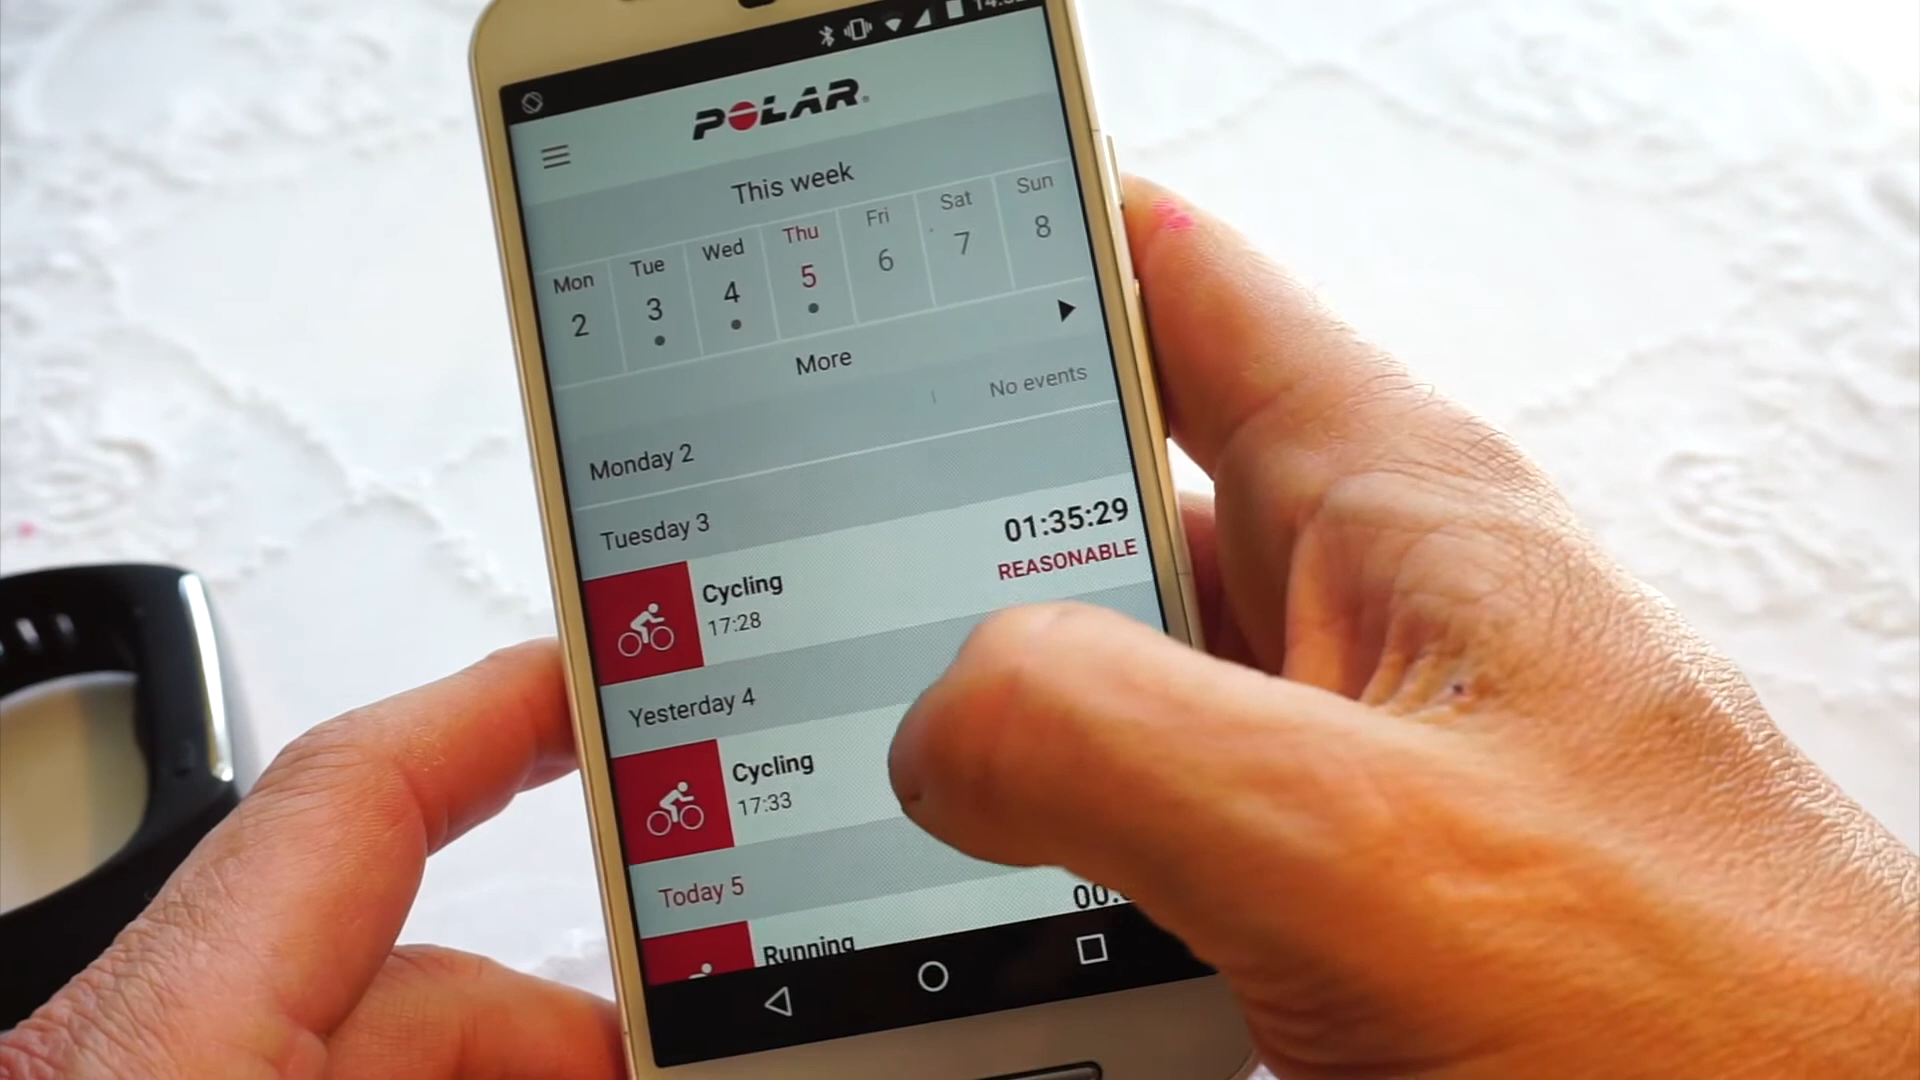 POLAR
This week
Mon Tue Wed Thu Fri Sat Sun
2 3 4 5 6 7 8
More
No events
Monday 2
Tuesday 3
01:35:29
REASONABLE
Cycling
17:28
Yesterday 4
Cycling
17:33
Today 5
Running